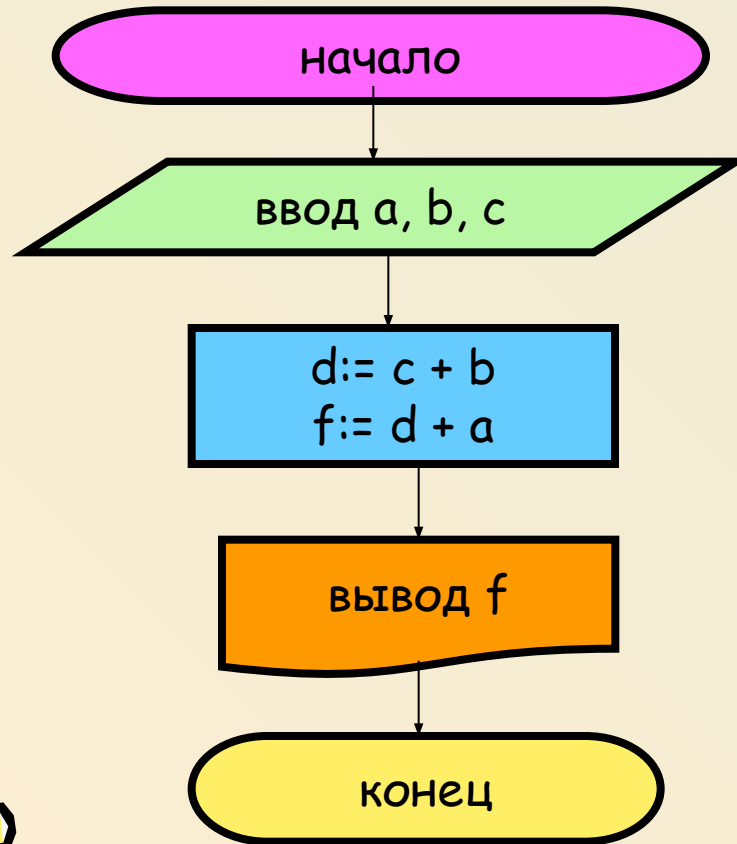 начало
ввод a, b, c
d:= c + b
f:= d + a
вывод f
конец